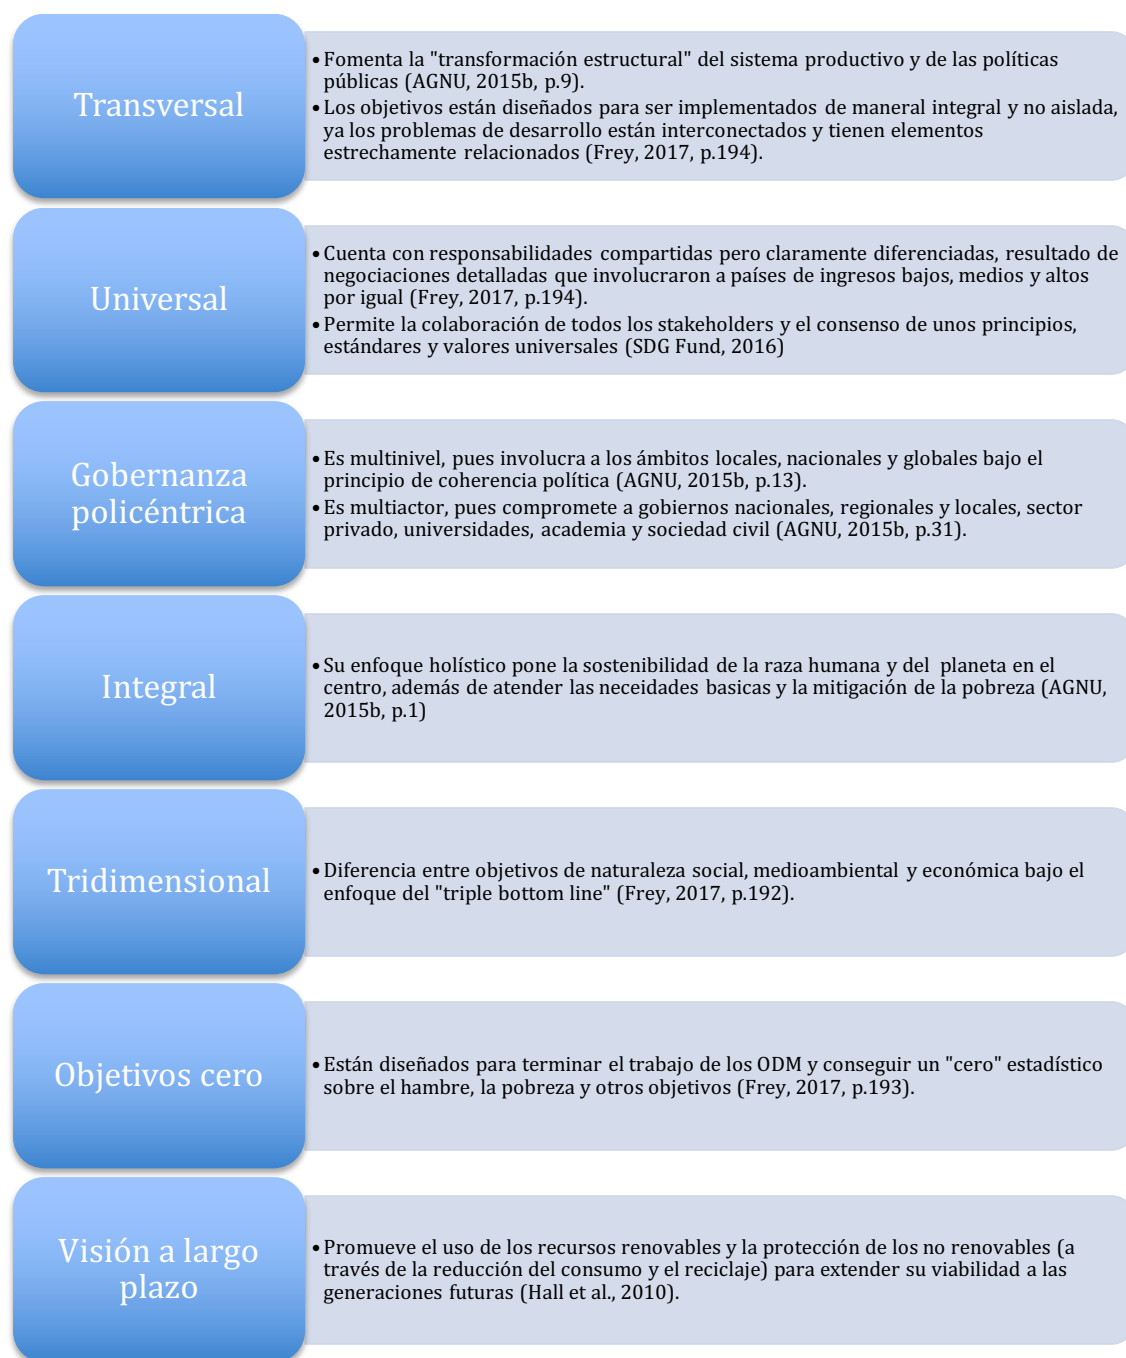 Transversal
•Fomenta la "transformación estructural" del sistema productivo y de las políticas
públicas (AGNU, 2015b, p.9).
•Los objetivos están diseñados para ser implementados de maneral integral y no aislada,
ya los problemas de desarrollo están interconectados y tienen elementos
estrechamente relacionados (Frey, 2017, p.194).
Universal
•Cuenta con responsabilidades compartidas pero claramente diferenciadas, resultado de
negociaciones detalladas que involucraron a países de ingresos bajos, medios y altos
por igual (Frey, 2017, p.194).
•Permite la colaboración de todos los stakeholders y el consenso de unos principios,
estándares y valores universales (SDG Fund, 2016)
Gobernanza
policéntrica
•Es multinivel, pues involucra a los ámbitos locales, nacionales y globales bajo el
principio de coherencia política (AGNU, 2015b, p.13).
•Es multiactor, pues compromete a gobiernos nacionales, regionales y locales, sector
privado, universidades, academia y sociedad civil (AGNU, 2015b, p.31).
Integral
•Su enfoque holístico pone la sostenibilidad de la raza humana y del planeta en el
centro, además de atender las neceidades basicas y la mitigación de la pobreza (AGNU,
2015b, p.1)
Tridimensional
•Diferencia entre objetivos de naturaleza social, medioambiental y económica bajo el
enfoque del "triple bottom line" (Frey, 2017, p.192).
Objetivos cero
•Están diseñados para terminar el trabajo de los ODM y conseguir un "cero" estadístico
sobre el hambre, la pobreza y otros objetivos (Frey, 2017, p.193).
Visión a largo
plazo
•Promueve el uso de los recursos renovables y la protección de los no renovables (a
través de la reducción del consumo y el reciclaje) para extender su viabilidad a las
generaciones futuras (Hall et al., 2010).